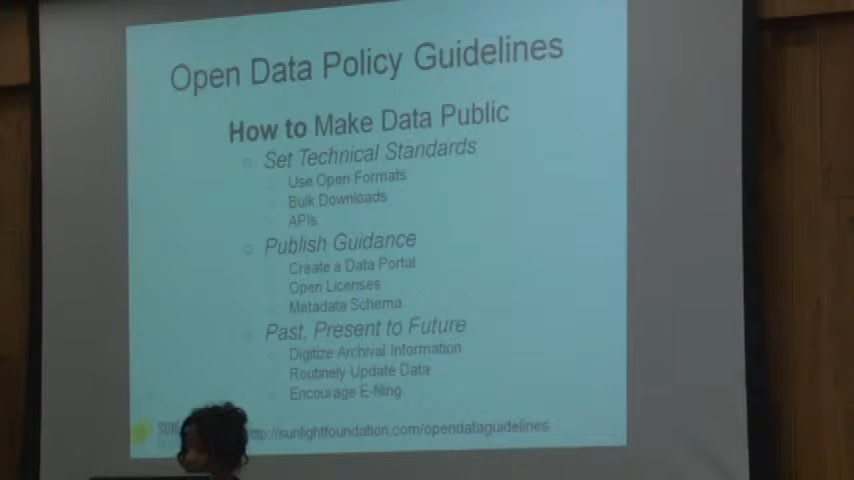 Open Data Policy Guidelines
How to Make Data Public
Set Technical Standards
Use Open Formats
Bulk Downloads
APIs
Publish Guidance
Create a Data Portal
Open Licenses
Metadata Schema
Past, Present to Future
Digitize Archival Information
Routinely Update Data
Encourage E-filing
SUN
http://sunlightfoundation.com/opendataguidelines